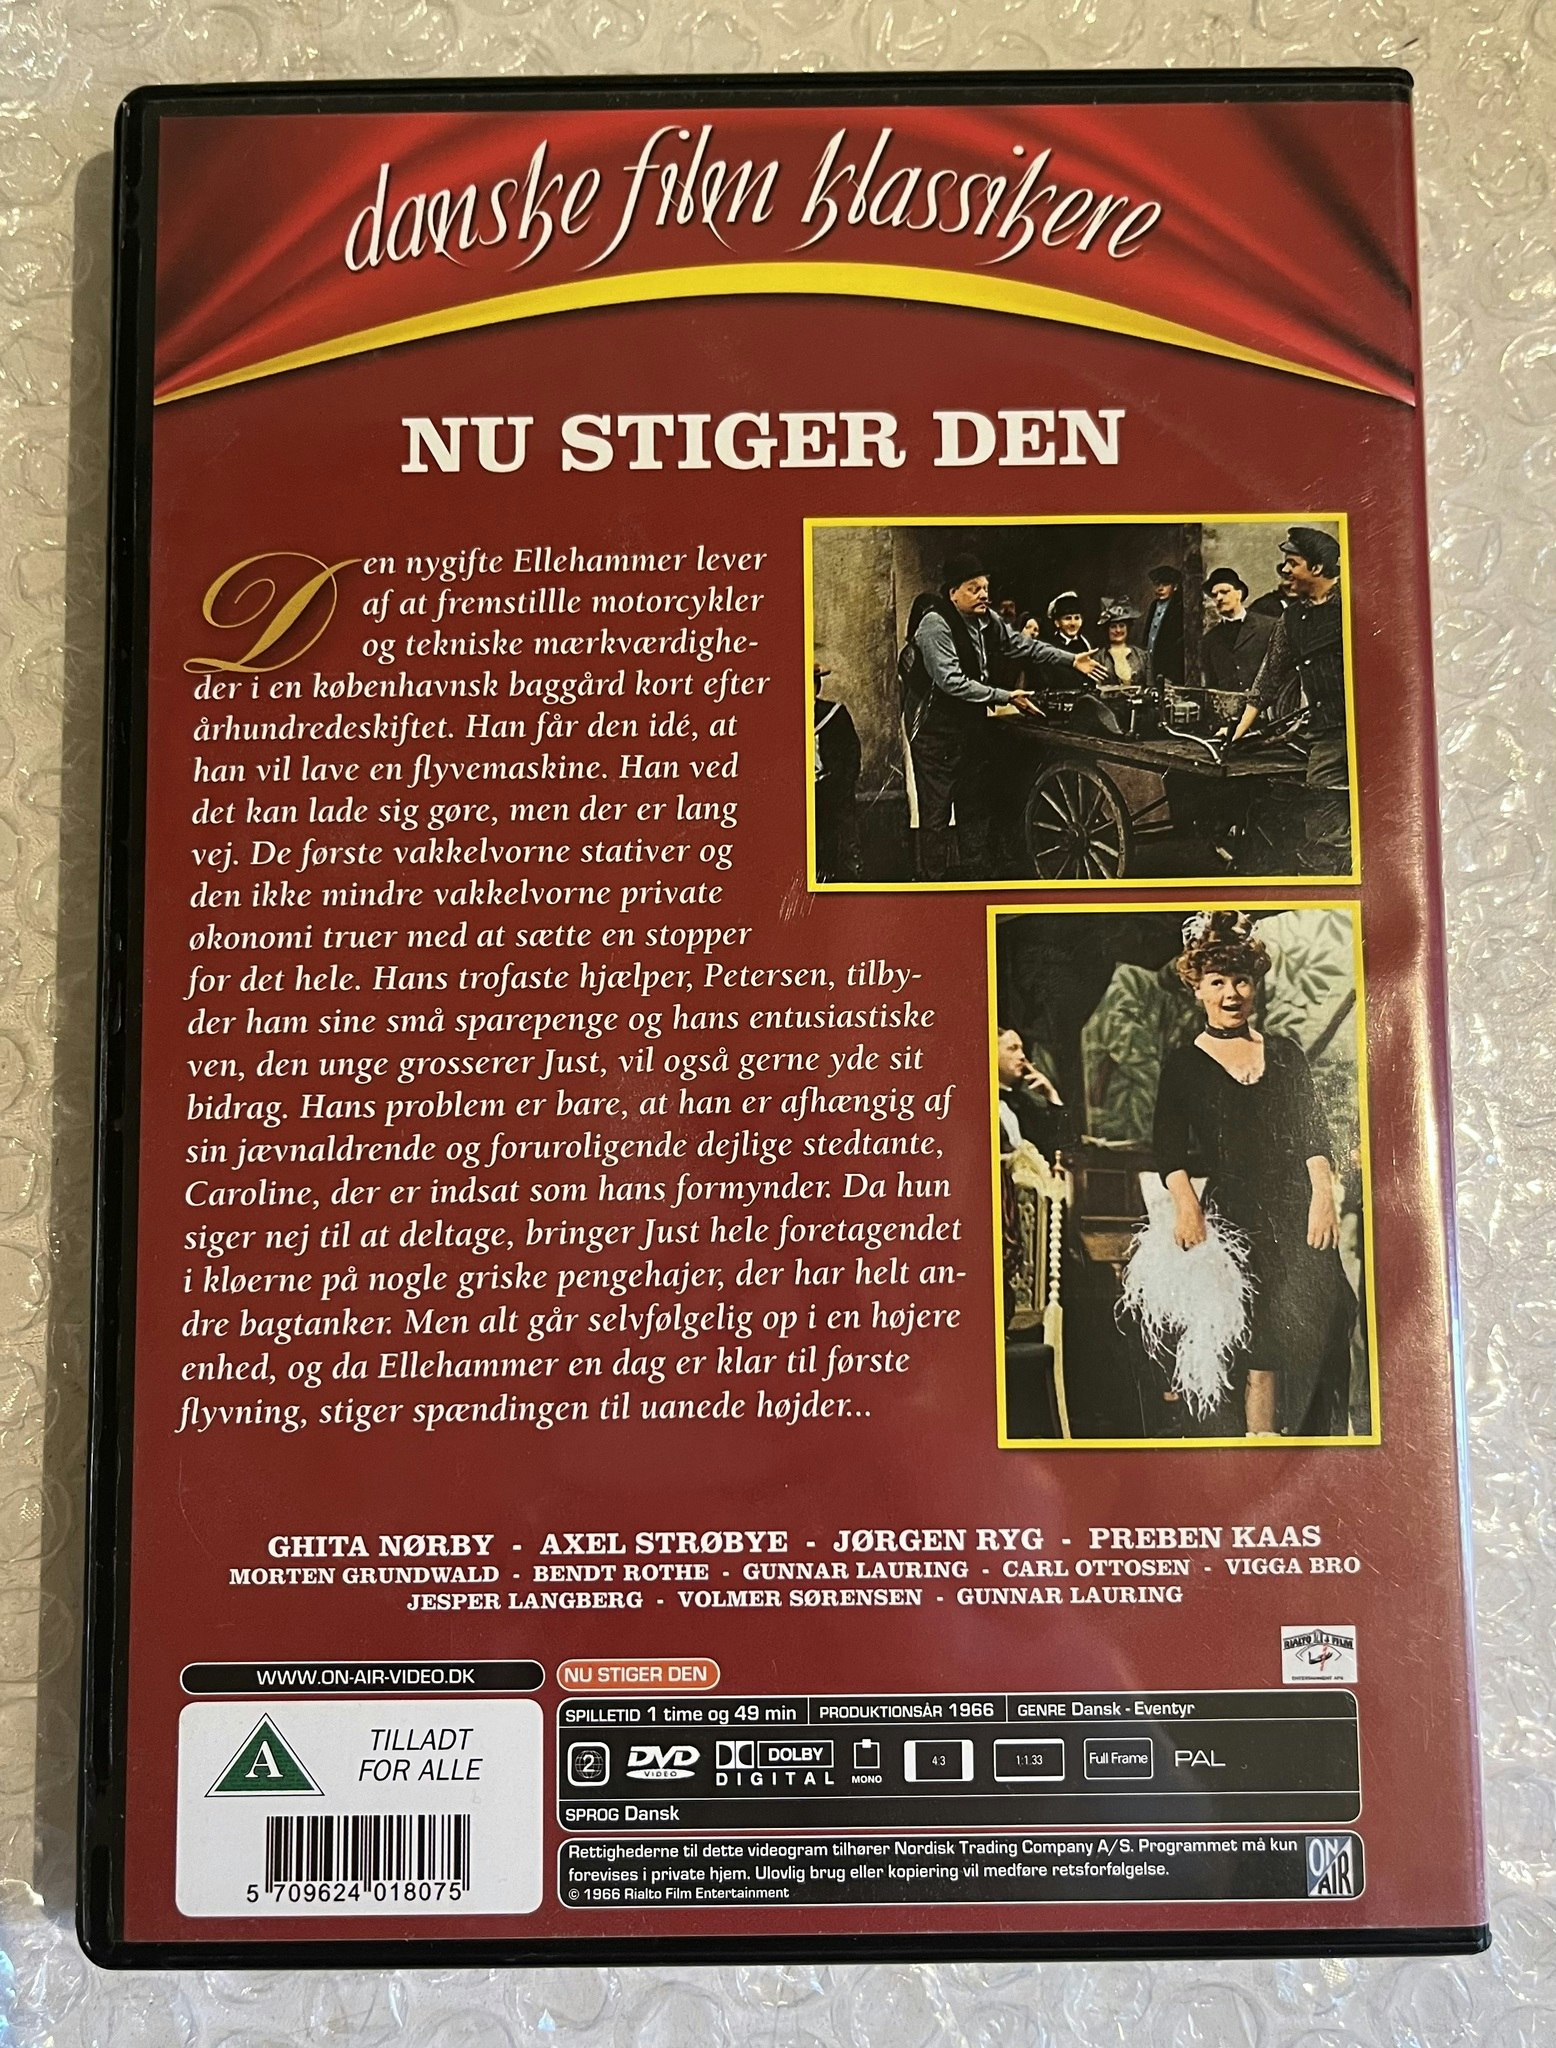 danske film klassikere
NU STIGER DEN
Den nygifte Ellehammer lever
af at fremstillle motorcykler
og tekniske mærkværdighe-
der i en københavnsk baggård kort efter
århundredeskiftet. Han får den idé, at
han vil lave en flyvemaskine. Han ved
det kan lade sig gøre, men der er lang
vej. De første vakkelvorne stativer og
den ikke mindre vakkelvorne private
økonomi truer med at sætte en stopper
for det hele. Hans trofaste hjælper, Petersen, tilby-
der ham sine små sparepenge og hans entusiastiske
ven, den unge grosserer Just, vil også gerne yde sit
bidrag. Hans problem er bare, at han er afhængig af
sin jævnaldrende og foruroligende dejlige stedtante,
Caroline, der er indsat som hans formynder. Da hun
siger nej til at deltage, bringer Just hele foretagendet
i kløerne på nogle griske pengehajer, der har helt an-
dre bagtanker. Men alt går selvfølgelig op i en højere
enhed, og da Ellehammer en dag er klar til første
flyvning, stiger spændingen til uanede højder...
GHITA NØRBY - AXEL STRØBYE - JØRGEN RYG - PREBEN KAAS
MORTEN GRUNDWALD - BENDT ROTHE - GUNNAR LAURING - CARL OTTOSEN - VIGGA BRO
JESPER LANGBERG - VOLMER SØRENSEN - GUNNAR LAURING
RIALTO FILM
ENTERTAINMENT APS
WWW.ON-AIR-VIDEO.DK
NU STIGER DEN
A
TILLADT
FOR ALLE
5 709624 018075
SPILLETID 1 time og 49 min PRODUKTIONSÅR 1966 GENRE Dansk - Eventyr
2 DVD VIDEO DOLBY DIGITAL MONO 4:3 1:1.33 Full Frame PAL
SPROG Dansk
Rettighederne til dette videogram tilhører Nordisk Trading Company A/S. Programmet må kun
forevises i privat hjem. Ulovlig brug eller kopiering vil medføre retsforfølgelse.
© 1966 Rialto Film Entertainment
ON AIR